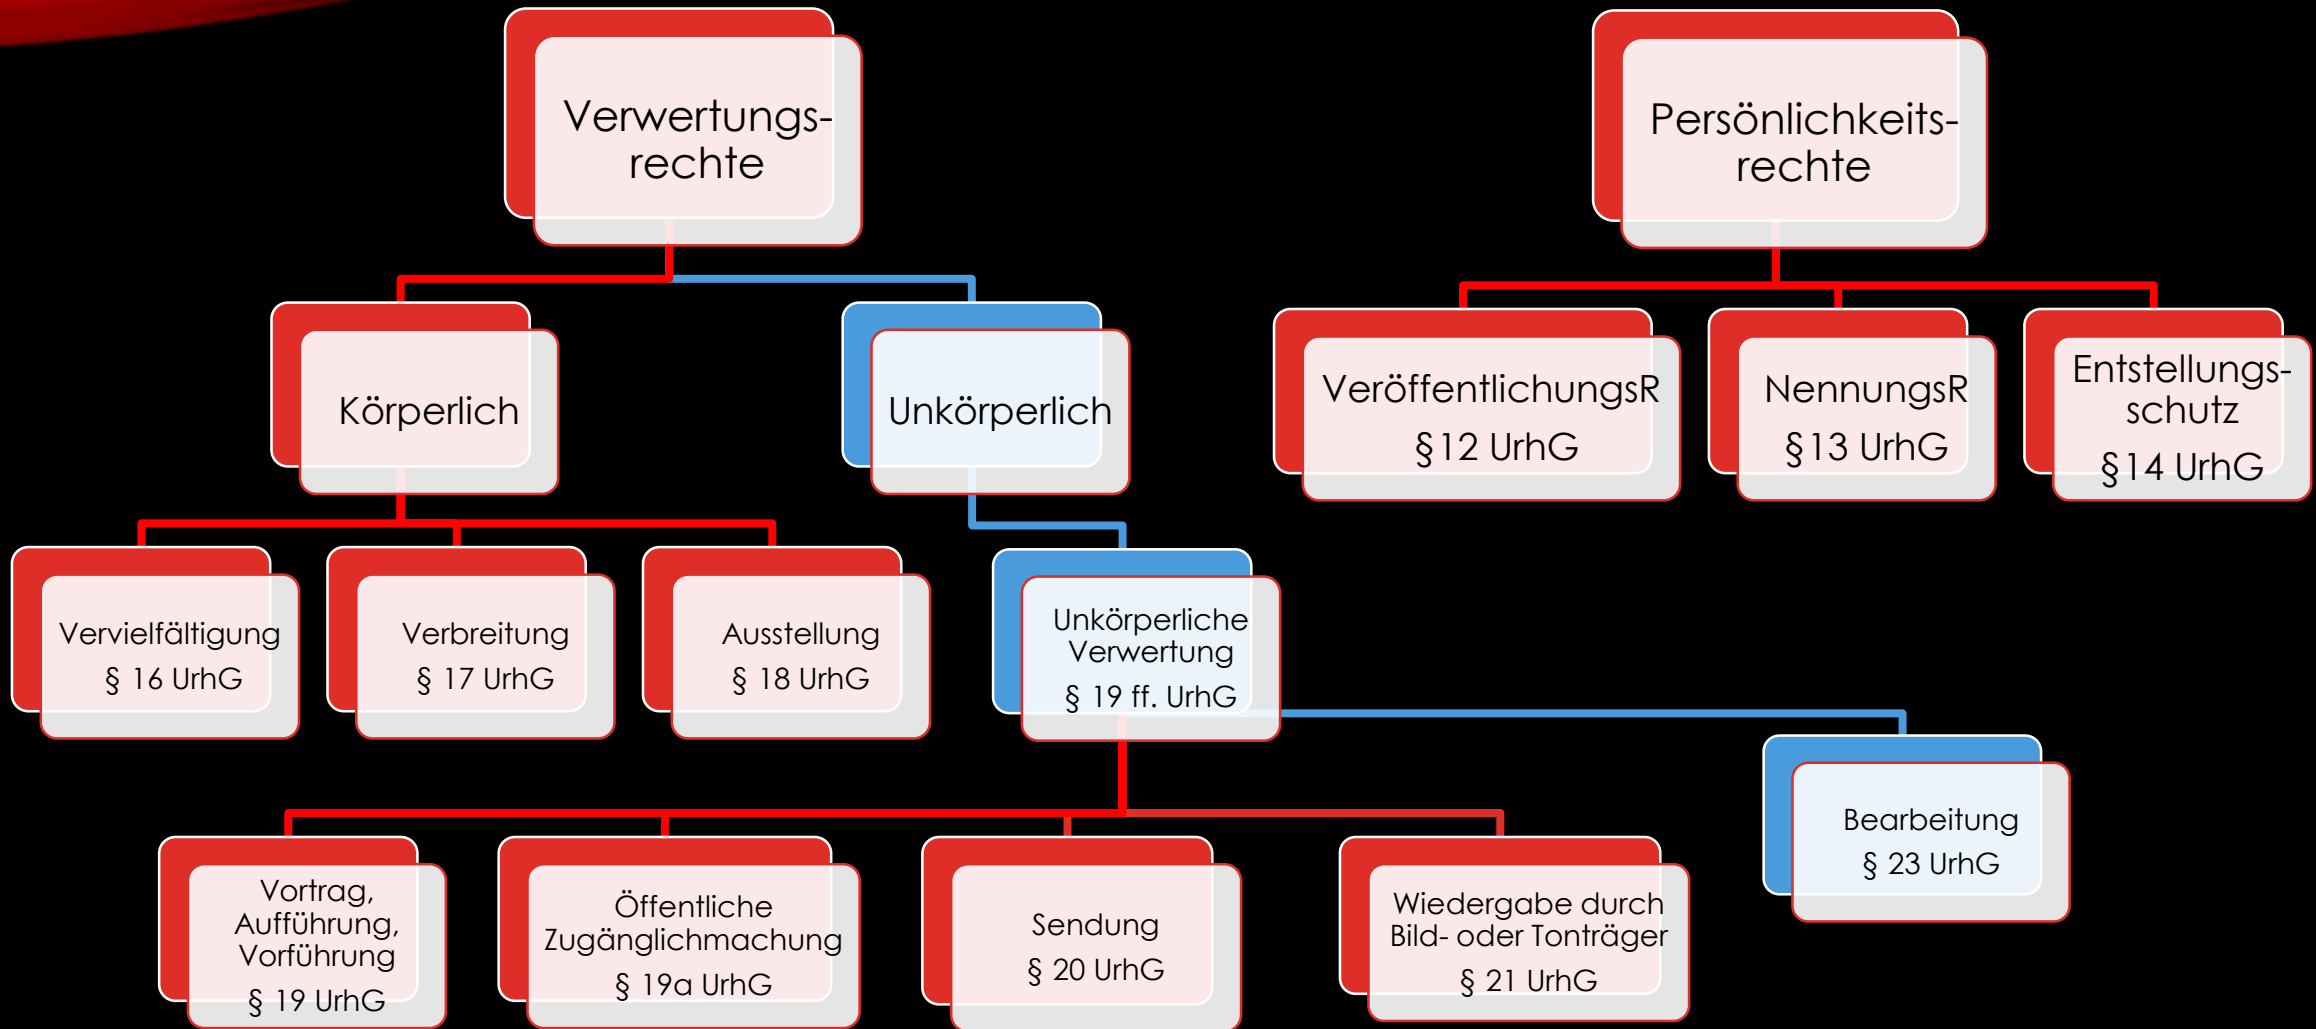 Verwertungs-
rechte
Persönlichkeits-
rechte
Körperlich
Unkörperlich
VeröffentlichungsR
§12 UrhG
NennungsR
§13 UrhG
Entstellungs-
schutz
§14 UrhG
Vervielfältigung
§ 16 UrhG
Verbreitung
§ 17 UrhG
Ausstellung
§ 18 UrhG
Unkörperliche
Verwertung
§ 19 ff. UrhG
Vortrag,
Aufführung,
Vorführung
§ 19 UrhG
Öffentliche
Zugänglichmachung
§ 19a UrhG
Sendung
§ 20 UrhG
Wiedergabe durch
Bild- oder Tonträger
§ 21 UrhG
Bearbeitung
§ 23 UrhG